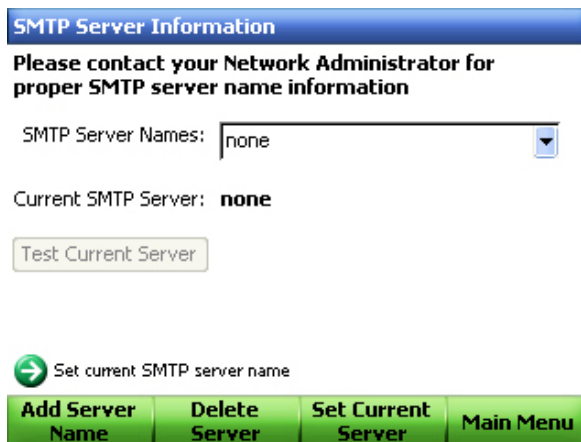 SMTP Server Information
Please contact your Network Administrator for
proper SMTP server name information
SMTP Server Names: none
Current SMTP Server: none
Test Current Server
Set current SMTP server name
Add Server Name
Delete Server
Set Current Server
Main Menu